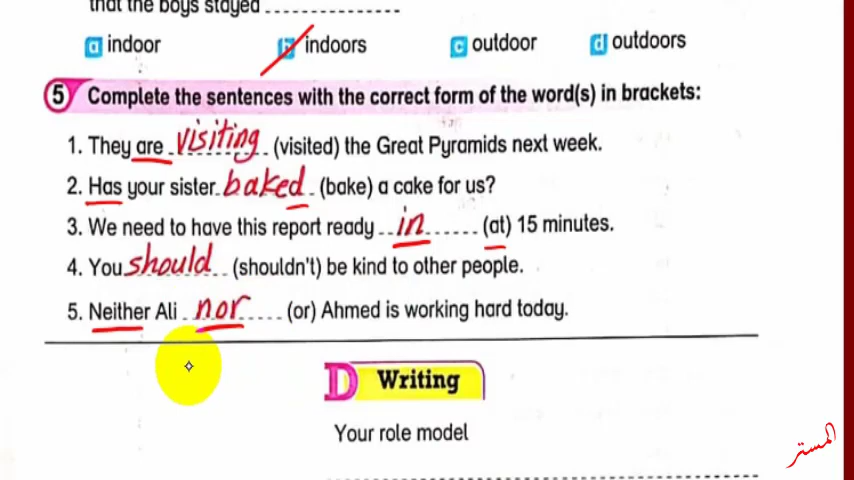 that the boys stayed ................
a indoor b indoors c outdoor d outdoors
5 Complete the sentences with the correct form of the word(s) in brackets:
1. They are visiting (visited) the Great Pyramids next week.
2. Has your sister baked (bake) a cake for us?
3. We need to have this report ready in (at) 15 minutes.
4. You should (shouldn't) be kind to other people.
5. Neither Ali nor (or) Ahmed is working hard today.
D Writing
Your role model
المستر